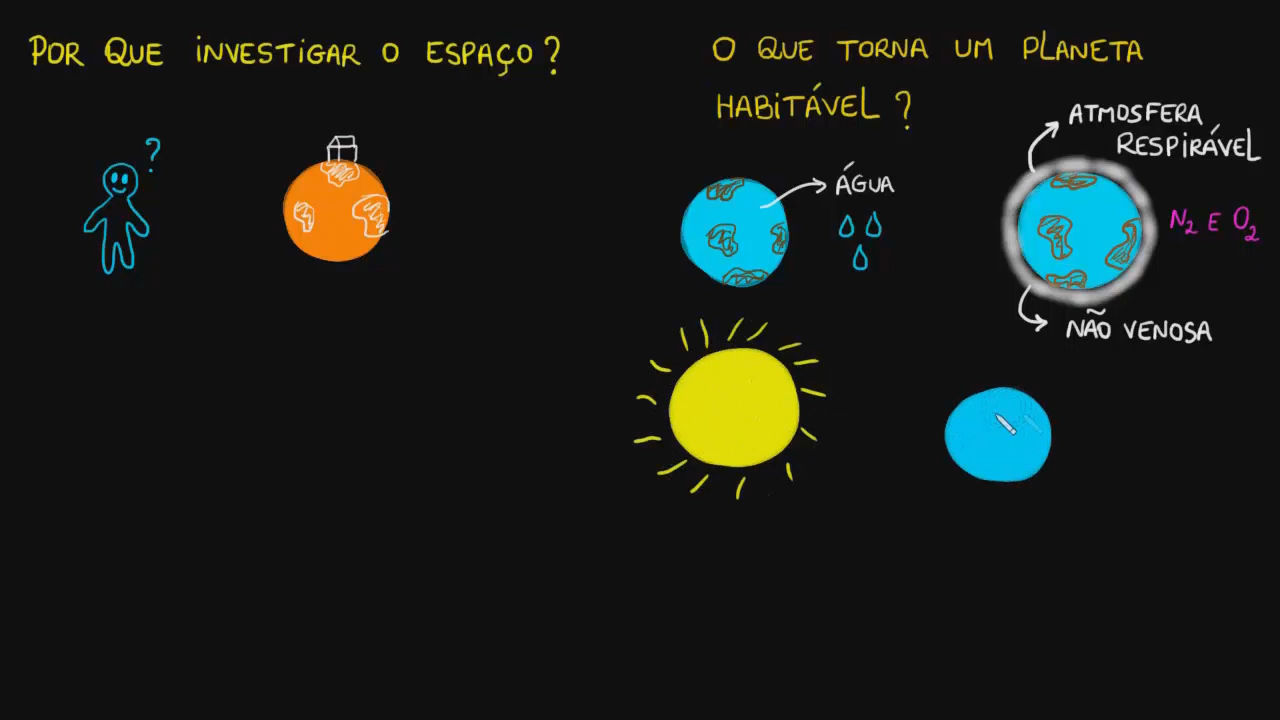 POR QUE INVESTIGAR O ESPAÇO?
?
O QUE TORNA UM PLANETA
HABITÁVEL?
ÁGUA
ATMOSFERA
RESPIRÁVEL
N₂ E O₂
NÃO VENOSA